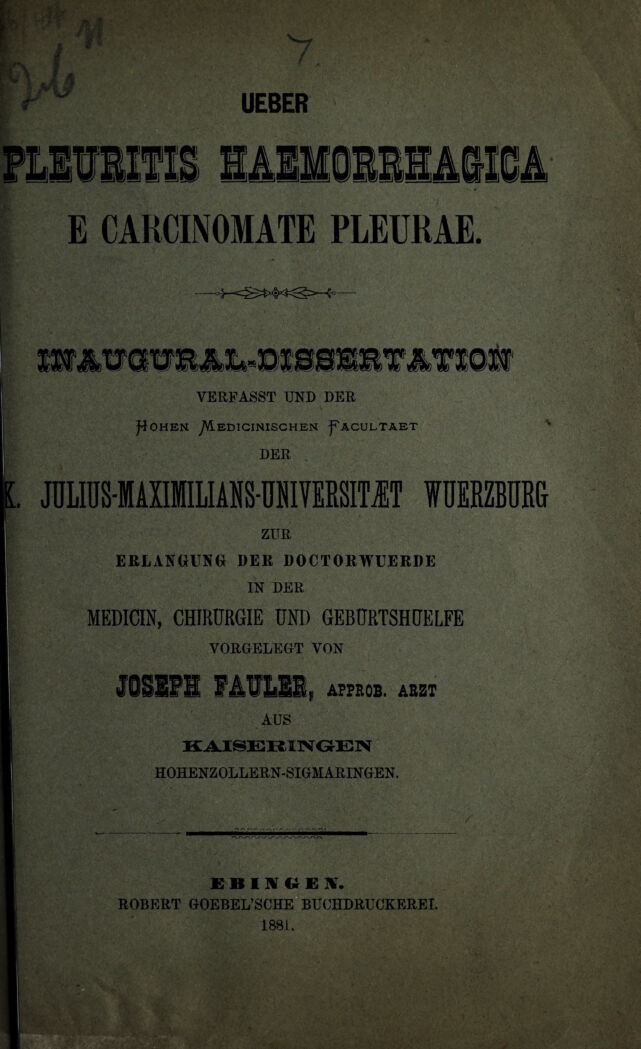 7.
26
UEBER
PLEURITIS HAEMORRHAGICA
E CARCINOMATE PLEURAE.
INAUGURAL-DISSERTATION
VERFASST UND DER
HOHEN MEDICINISCHEN FACULTAET
DER
K. JULIUS-MAXIMILIANS-UNIVERSITÆT WUERZBURG
ZUR
ERLANGUNG DER DOCTORWUERDE
IN DER
MEDICIN, CHIRURGIE UND GEBURTSHUELFE
VORGELEGT VON
JOSEPH FAULER, APPROB. ARZT
AUS
KAISERINGEN
HOHENZOLLERN-SIGMARINGEN.
EBINGEN.
ROBERT GOEBEL'SCHE BUCHDRUCKEREI.
1881.